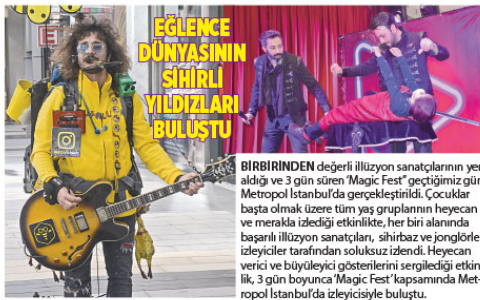 EĞLENCE
DÜNYASININ
SİHİRLİ
YILDIZLARI
BULUŞTU
BİRBİRİNDEN değerli illüzyon sanatçılarının yer
aldığı ve 3 gün süren 'Magic Fest” geçtiğimiz gün
Metropol İstanbul’da gerçekleştirildi. Çocuklar
başta olmak üzere tüm yaş gruplarının heyecan
ve merakla izlediği etkinlikte, her biri alanında
başarılı illüzyon sanatçıları, sihirbaz ve jonglörle
izleyiciler tarafından soluksuz izlendi. Heyecan
verici ve büyüleyici gösterilerini sergilediği etkin-
lik, 3 gün boyunca ‘Magic Fest’ kapsamında Met-
ropol İstanbul’da izleyicisiyle buluştu.